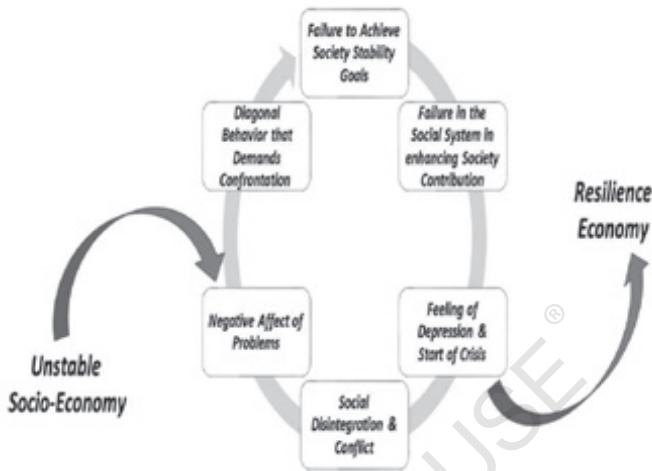 Failure to Achieve
Society Stability
Goals
Diagonal
Behavior that
Demands
Confrontation
Failure in the
Social System in
enhancing Society
Contribution
Resilience
Economy
Negative Affect of
Problems
Feeling of
Depression &
Start of Crisis
Unstable
Socio-Economy
Social
Disintegration &
Conflict
USE®